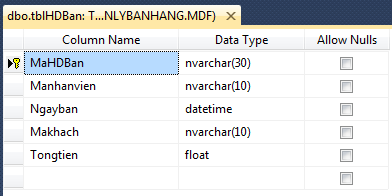 dbo.tblHDBan: T...NLYBANHANG.MDF)
Column Name Data Type Allow Nulls
MaHDBan nvarchar(30)
Manhanvien nvarchar(10)
Ngayban datetime
Makhach nvarchar(10)
Tongtien float